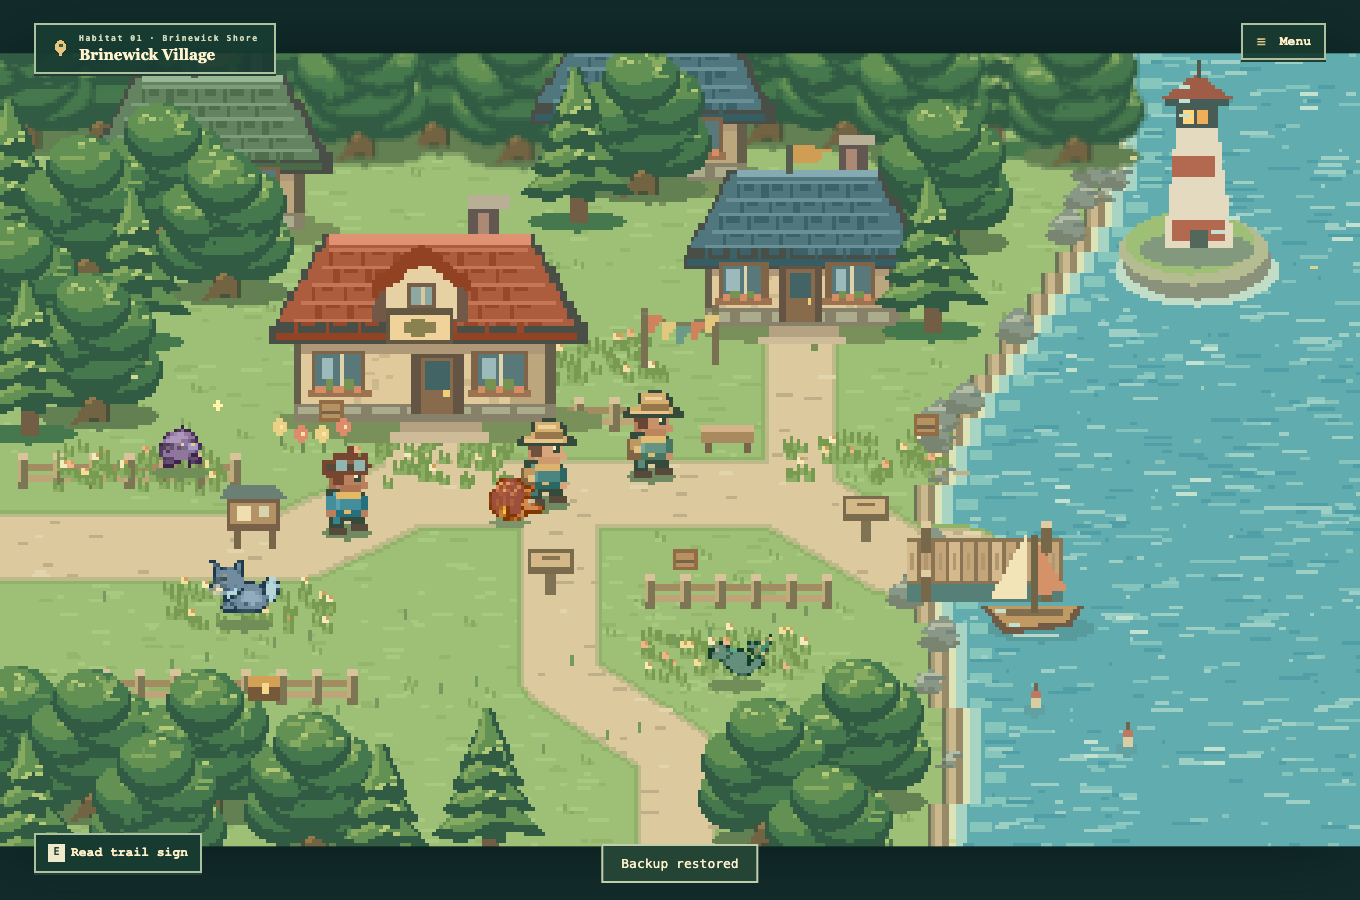 Habitat 01 · Brinewick Shore
Brinewick Village
≡ Menu
E Read trail sign
Backup restored